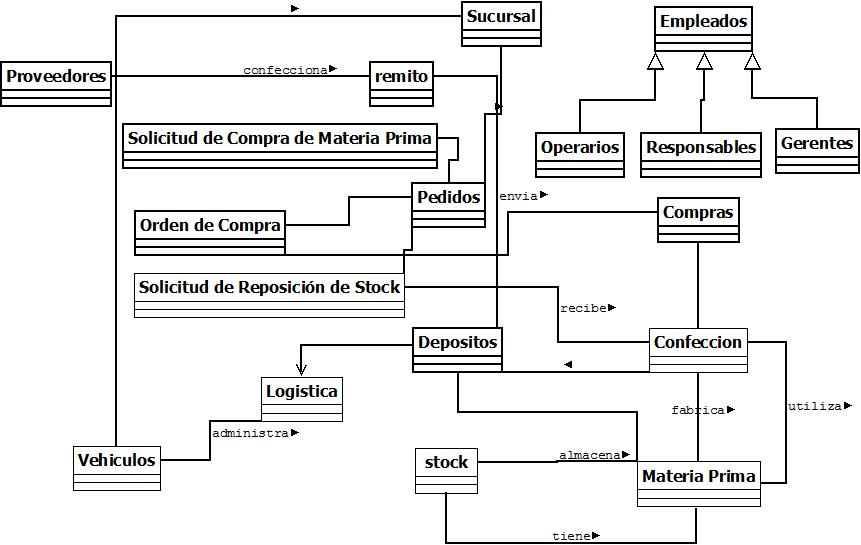 Sucursal
Empleados
Proveedores
confecciona
remito
Solicitud de Compra de Materia Prima
Operarios
Responsables
Gerentes
Pedidos
envia
Orden de Compra
Compras
Solicitud de Reposición de Stock
recibe
Depositos
Confeccion
Logistica
fabrica
utiliza
administra
Vehiculos
stock
almacena
Materia Prima
tiene